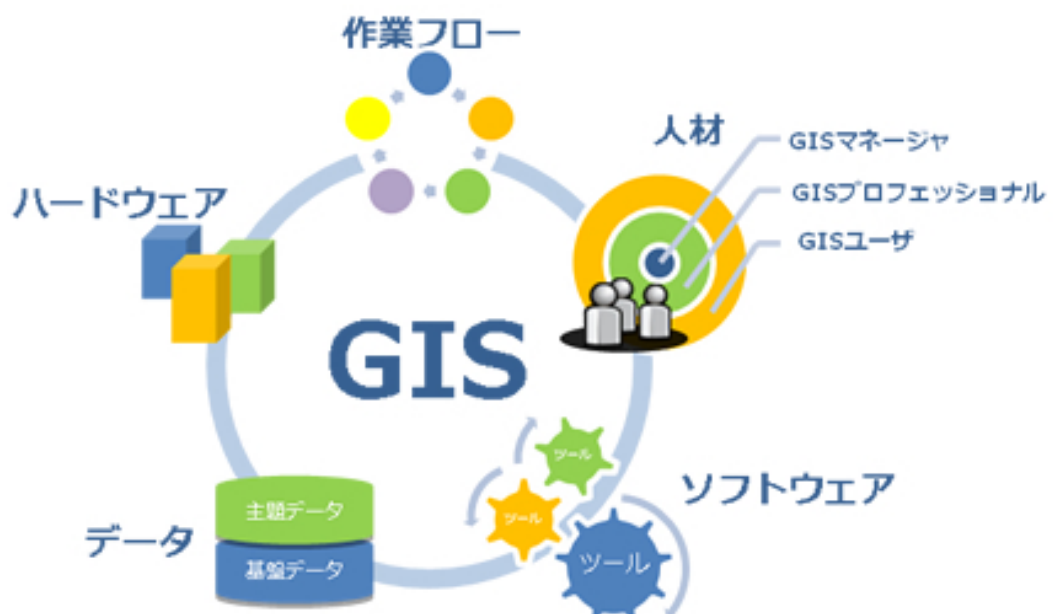 作業フロー
人材
GISマネージャ
GISプロフェッショナル
GISユーザ
ハードウェア
GIS
ツール
ツール
ツール
ソフトウェア
データ
主題データ
基盤データ